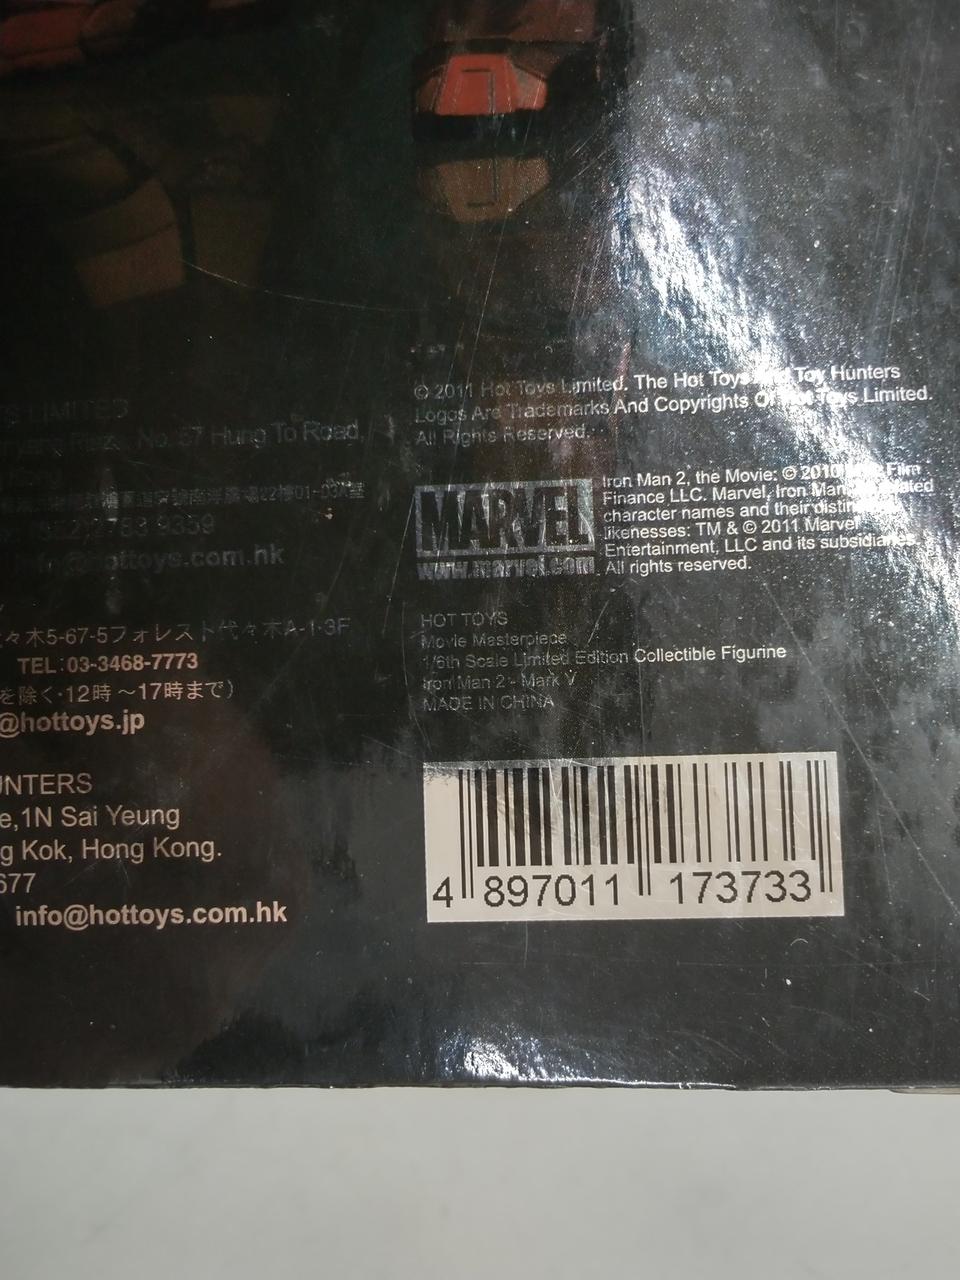 TS LIMITED
No. 57 Hung To Road,
info@hottoys.com.hk
々木5-67-5フォレスト代々木A-1-3F
TEL:03-3468-7773
を除く·12時～17時まで）
@hottoys.jp
UNTERS
e,1N Sai Yeung
g Kok, Hong Kong.
677
info@hottoys.com.hk
© 2011 Hot Toys Limited. The Hot Toys Toy Hunters
Logos Are Trademarks And Copyrights Of Hot Toys Limited.
All Rights Reserved.
MARVEL
www.marvel.com
Iron Man 2, the Movie: © 2010 Film
Finance LLC. Marvel, Iron Man
character names and their
likenesses: TM & © 2011 Marvel
Entertainment, LLC and its subsidiaries.
All rights reserved.
HOT TOYS
Movie Masterpiece
1/6th Scale Limited Edition Collectible Figurine
Iron Man 2 - Mark V
MADE IN CHINA
4 897011 173733